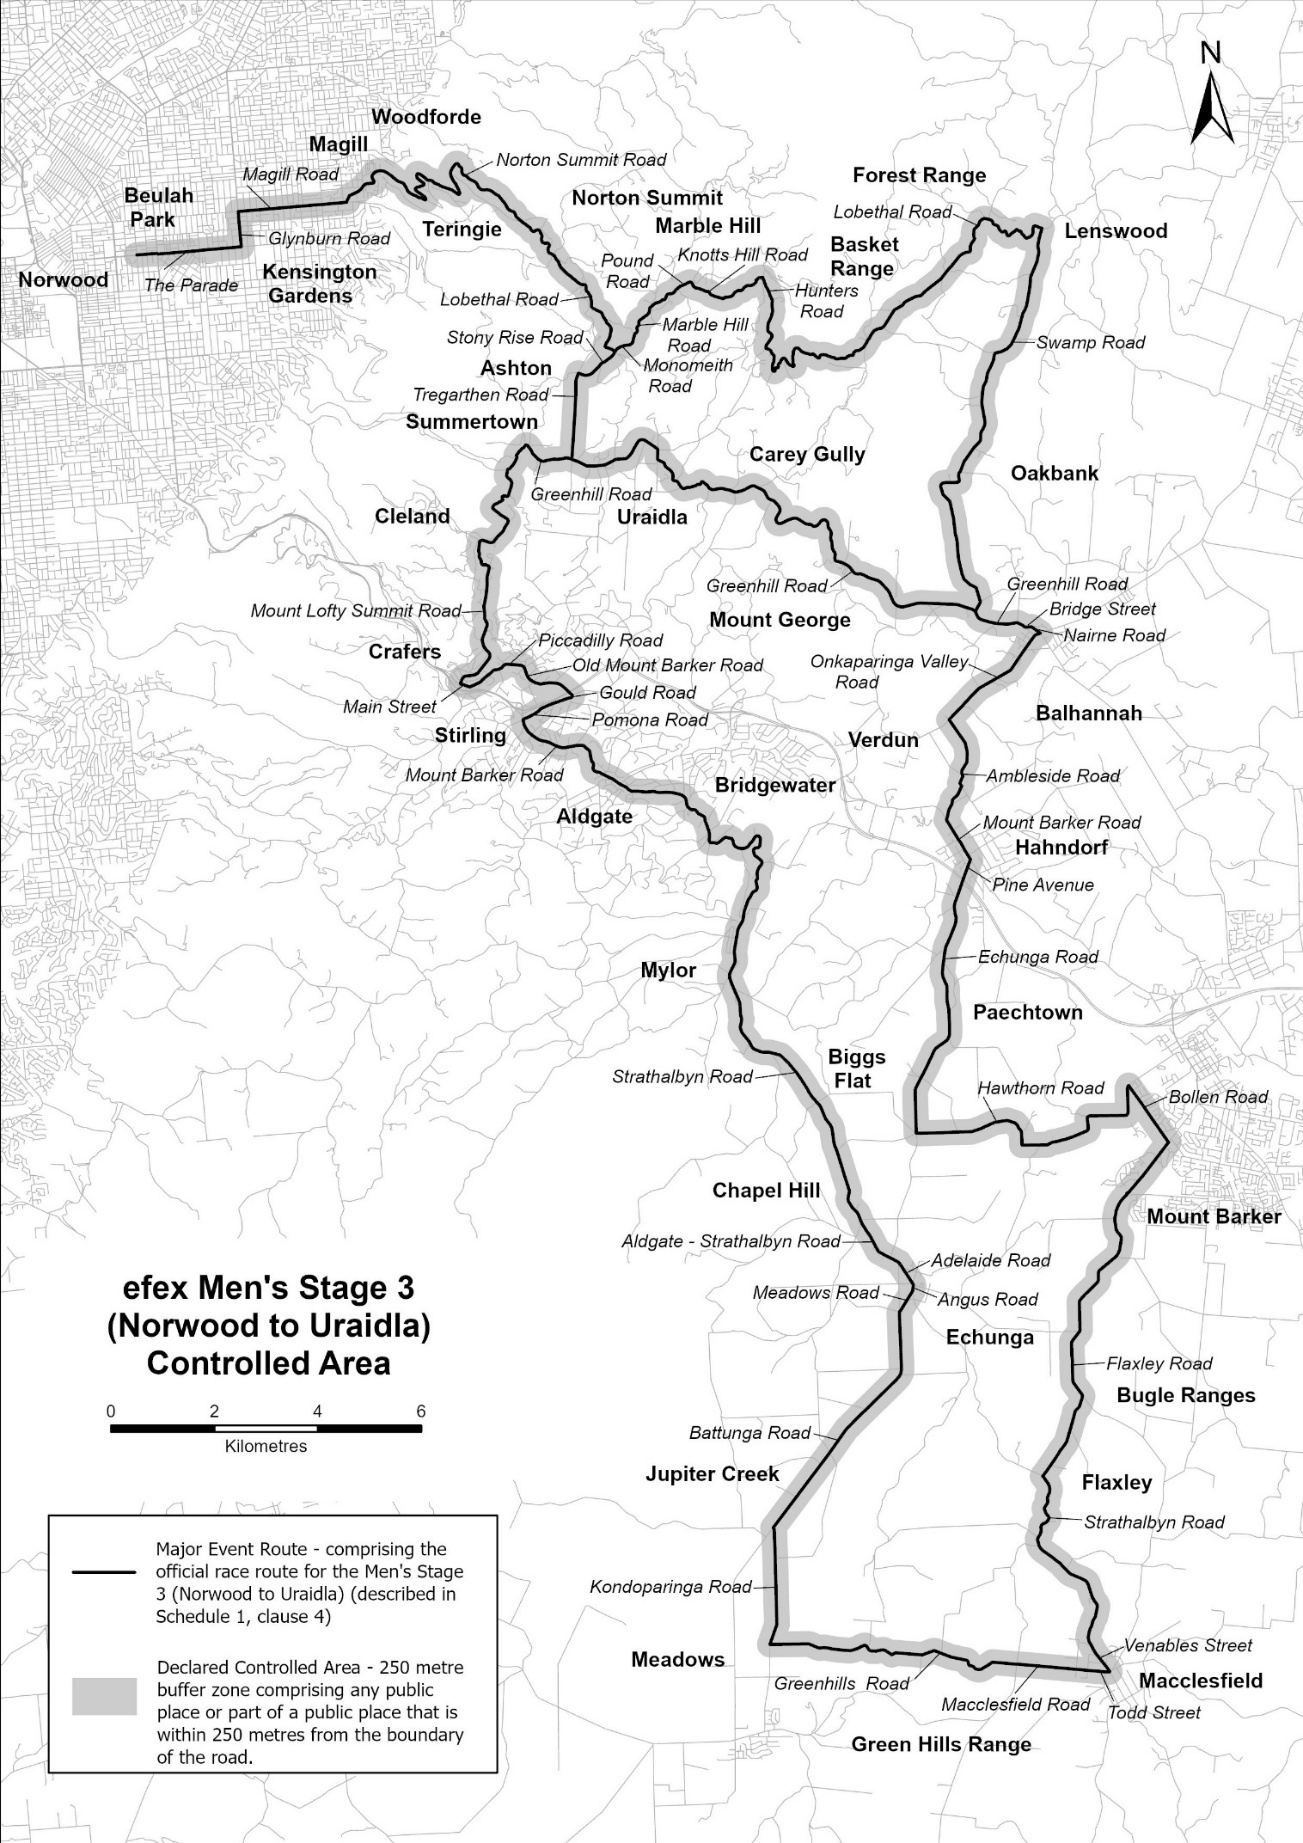 N
Woodforde
Magill
Magill Road
Norton Summit Road
Beulah
Park
Norton Summit
Forest Range
Lobethal Road
Marble Hill
Teringie
Glynburn Road
Lenswood
Basket
Range
Norwood
The Parade
Kensington
Gardens
Pound
Road
Knotts Hill Road
Hunters
Road
Lobethal Road
Stony Rise Road
Marble Hill
Road
Swamp Road
Ashton
Monomeith
Road
Tregarthen Road
Summertown
Carey Gully
Oakbank
Greenhill Road
Cleland
Uraidla
Greenhill Road
Greenhill Road
Mount Lofty Summit Road
Bridge Street
Mount George
Nairne Road
Piccadilly Road
Crafers
Old Mount Barker Road
Onkaparinga Valley
Road
Gould Road
Main Street
Pomona Road
Balhannah
Stirling
Verdun
Mount Barker Road
Ambleside Road
Bridgewater
Aldgate
Mount Barker Road
Hahndorf
Pine Avenue
Echunga Road
Mylor
Paechtown
Biggs
Flat
Strathalbyn Road
Hawthorn Road
Bollen Road
Chapel Hill
Mount Barker
Aldgate - Strathalbyn Road
Adelaide Road
Meadows Road
Angus Road
Echunga
Flaxley Road
Bugle Ranges
Battunga Road
Jupiter Creek
Flaxley
Strathalbyn Road
Kondoparinga Road
Venables Street
Meadows
Macclesfield
Greenhills Road
Macclesfield Road
Todd Street
Green Hills Range
efex Men's Stage 3
(Norwood to Uraidla)
Controlled Area
0 2 4 6
Kilometres
Major Event Route - comprising the
official race route for the Men's Stage
3 (Norwood to Uraidla) (described in
Schedule 1, clause 4)
Declared Controlled Area - 250 metre
buffer zone comprising any public
place or part of a public place that is
within 250 metres from the boundary
of the road.